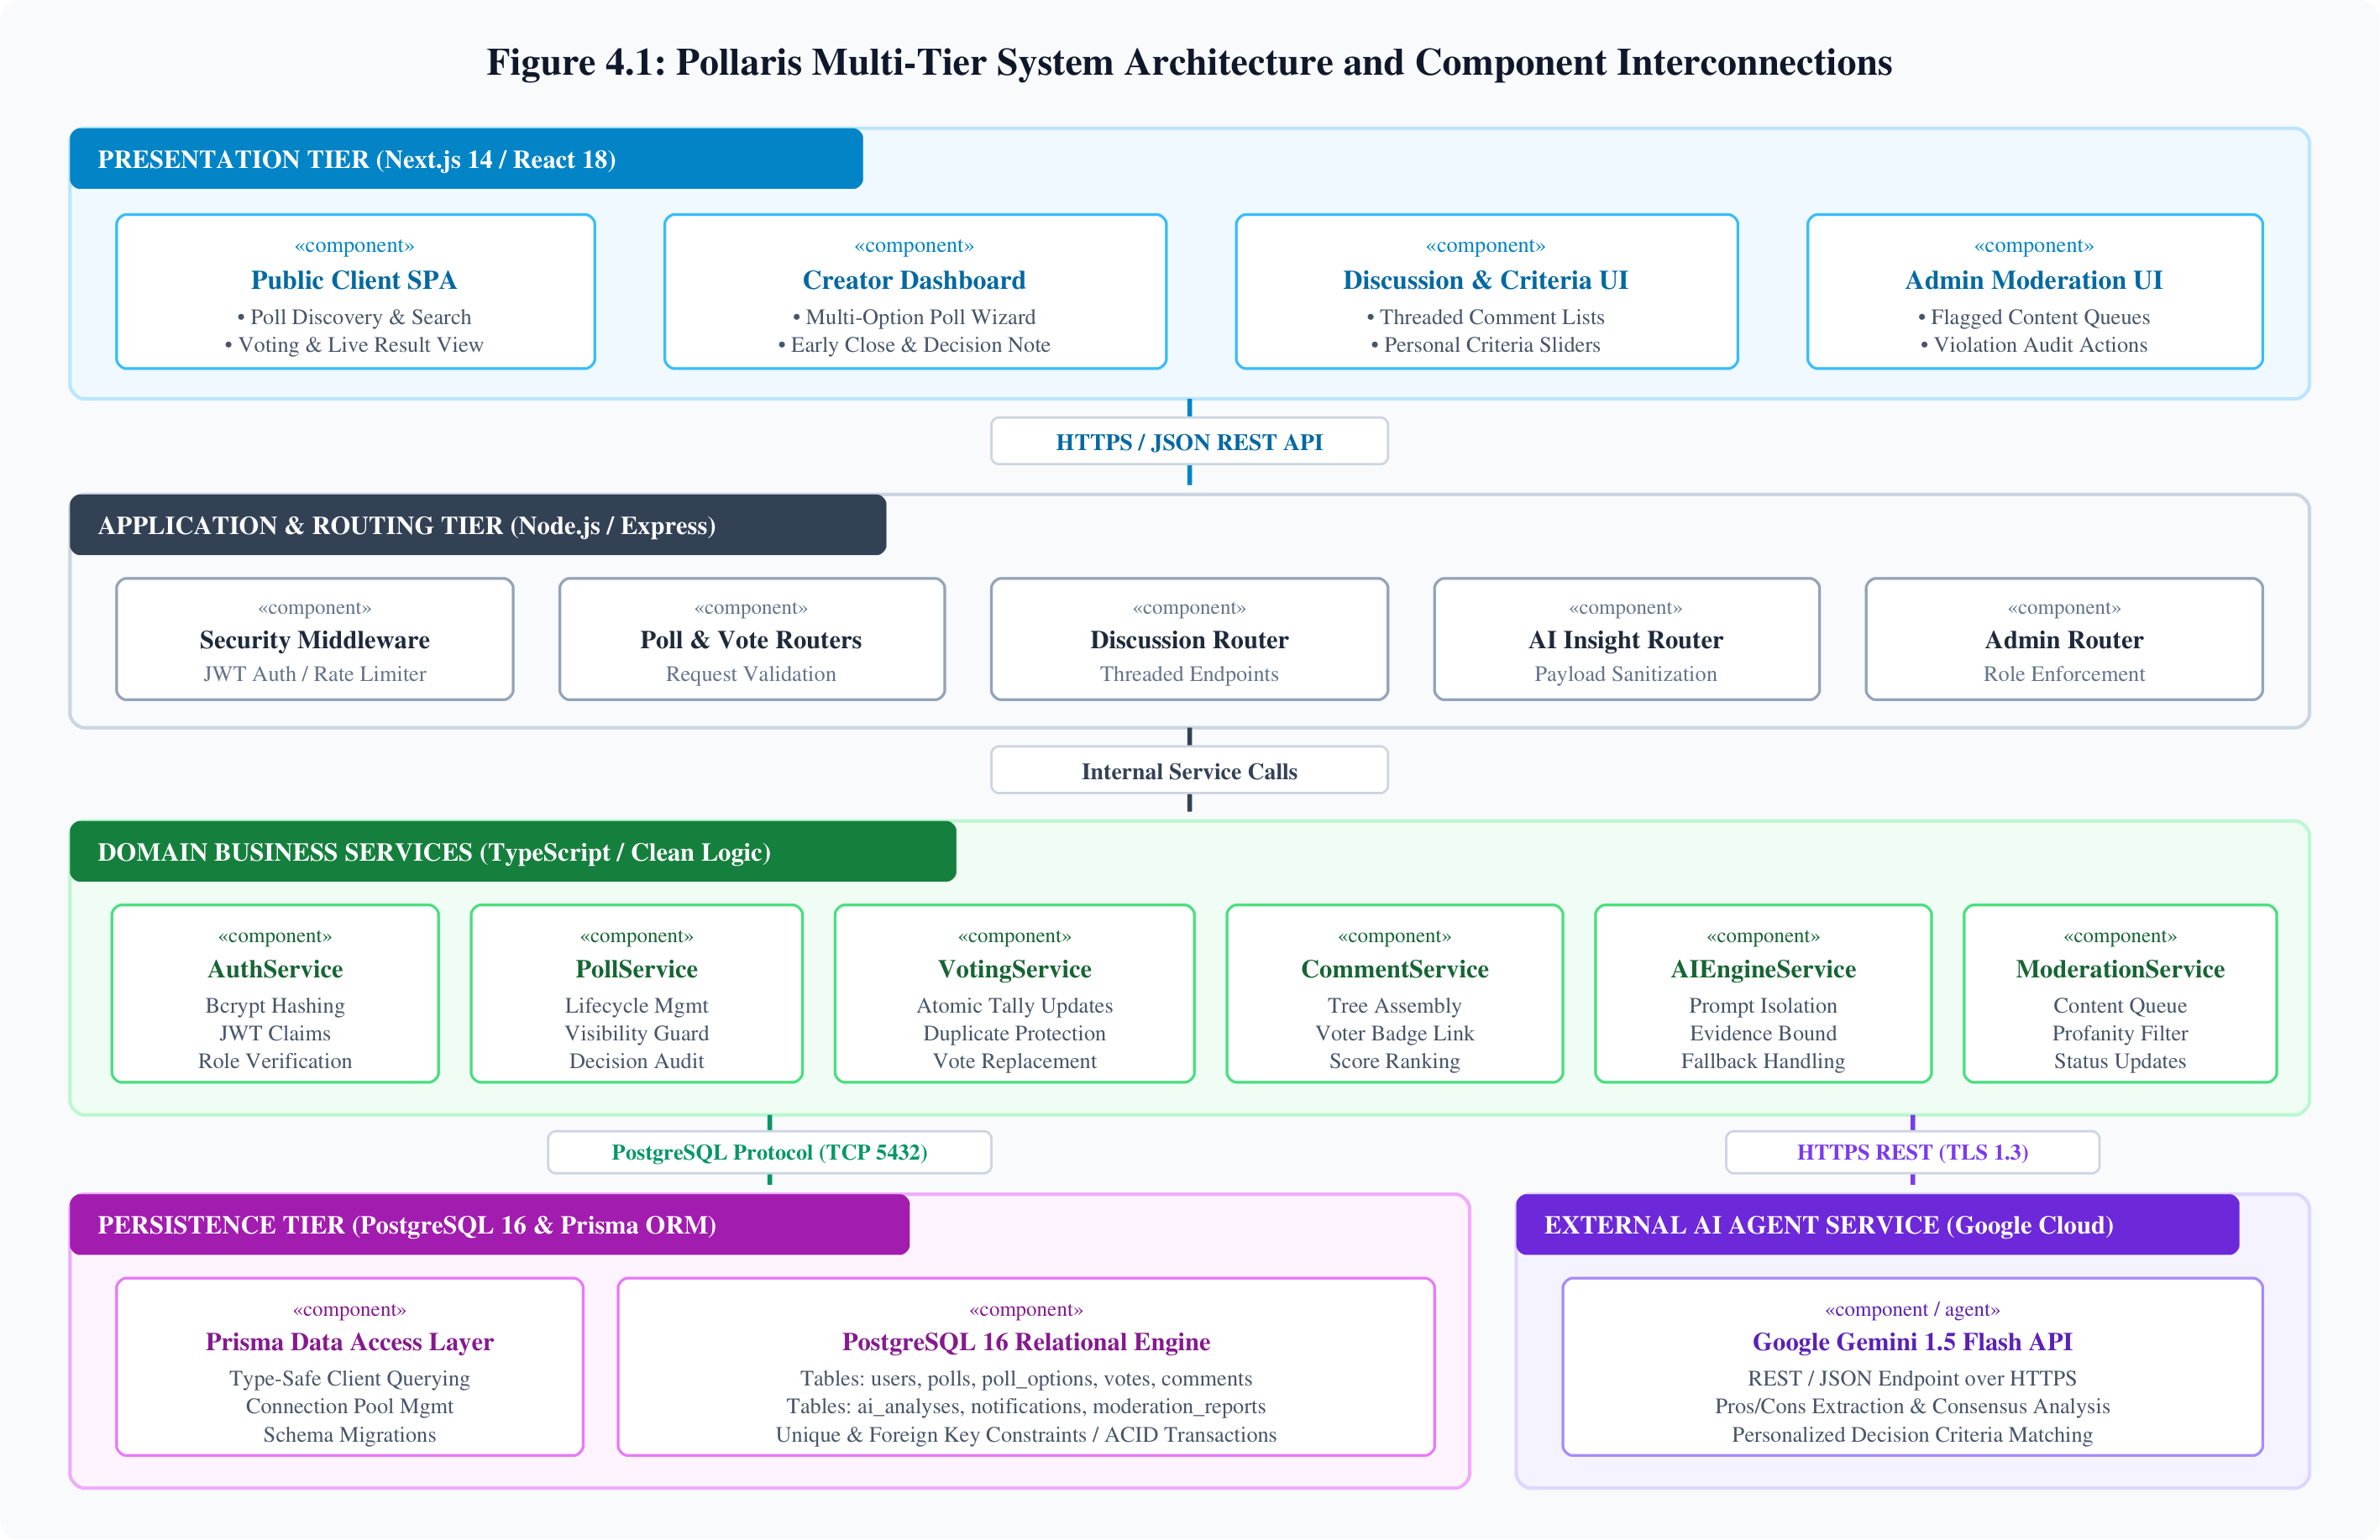 Figure 4.1: Pollaris Multi-Tier System Architecture and Component Interconnections
PRESENTATION TIER (Next.js 14 / React 18)
«component»
Public Client SPA
• Poll Discovery & Search
• Voting & Live Result View
«component»
Creator Dashboard
• Multi-Option Poll Wizard
• Early Close & Decision Note
«component»
Discussion & Criteria UI
• Threaded Comment Lists
• Personal Criteria Sliders
«component»
Admin Moderation UI
• Flagged Content Queues
• Violation Audit Actions
HTTPS / JSON REST API
APPLICATION & ROUTING TIER (Node.js / Express)
«component»
Security Middleware
JWT Auth / Rate Limiter
«component»
Poll & Vote Routers
Request Validation
«component»
Discussion Router
Threaded Endpoints
«component»
AI Insight Router
Payload Sanitization
«component»
Admin Router
Role Enforcement
Internal Service Calls
DOMAIN BUSINESS SERVICES (TypeScript / Clean Logic)
«component»
AuthService
Bcrypt Hashing
JWT Claims
Role Verification
«component»
PollService
Lifecycle Mgmt
Visibility Guard
Decision Audit
«component»
VotingService
Atomic Tally Updates
Duplicate Protection
Vote Replacement
«component»
CommentService
Tree Assembly
Voter Badge Link
Score Ranking
«component»
AIEngineService
Prompt Isolation
Evidence Bound
Fallback Handling
«component»
ModerationService
Content Queue
Profanity Filter
Status Updates
PostgreSQL Protocol (TCP 5432)
HTTPS REST (TLS 1.3)
PERSISTENCE TIER (PostgreSQL 16 & Prisma ORM)
«component»
Prisma Data Access Layer
Type-Safe Client Querying
Connection Pool Mgmt
Schema Migrations
«component»
PostgreSQL 16 Relational Engine
Tables: users, polls, poll_options, votes, comments
Tables: ai_analyses, notifications, moderation_reports
Unique & Foreign Key Constraints / ACID Transactions
EXTERNAL AI AGENT SERVICE (Google Cloud)
«component / agent»
Google Gemini 1.5 Flash API
REST / JSON Endpoint over HTTPS
Pros/Cons Extraction & Consensus Analysis
Personalized Decision Criteria Matching